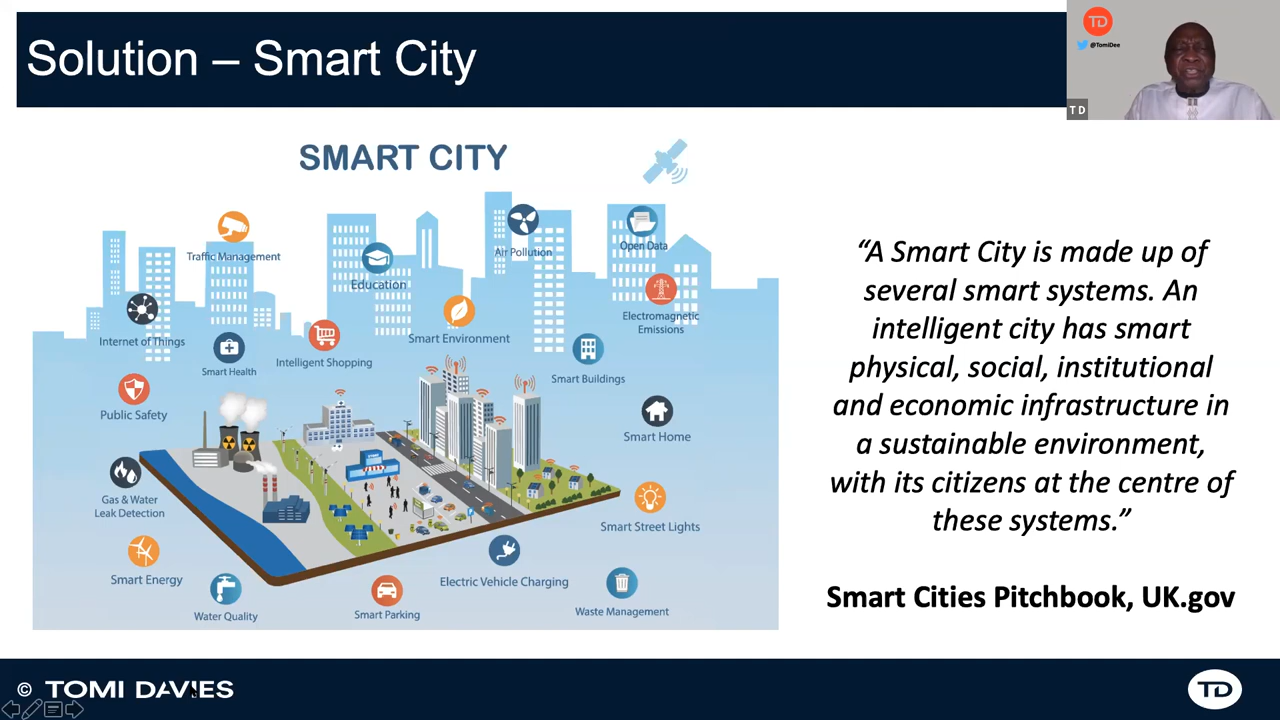 Solution – Smart City
TD
@TomiDee
T D
SMART CITY
Traffic Management
Education
Air Pollution
Open Data
Internet of Things
Smart Health
Intelligent Shopping
Smart Environment
Electromagnetic
Emissions
Smart Buildings
Public Safety
Smart Home
Gas & Water
Leak Detection
Smart Street Lights
Smart Energy
Water Quality
Smart Parking
Electric Vehicle Charging
Waste Management
“A Smart City is made up of
several smart systems. An
intelligent city has smart
physical, social, institutional
and economic infrastructure in
a sustainable environment,
with its citizens at the centre of
these systems.”
Smart Cities Pitchbook, UK.gov
© TOMI DAVIES
TD